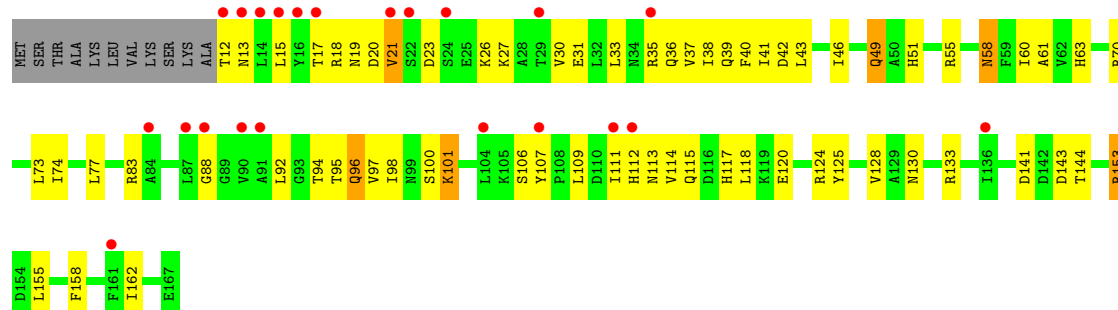 MET SER THR ALA LYS LEU VAL LYS SER LYS ALA T12 N13 L14 L15 Y16 T17 R18 N19 D20 V21 S22 D23 S24 E25 K26 K27 A28 T29 V30 E31 L32 L33 N34 R35 Q36 V37 I38 Q39 F40 I41 D42 L43 I46 Q49 A50 H51 R55 N58 F59 I60 A61 V62 H63
L73 I74 L77 R83 A84 L87 G88 G89 V90 A91 L92 G93 T94 T95 Q96 V97 I98 N99 S100 K101 L104 K105 S106 Y107 P108 L109 D110 I111 H112 N113 V114 Q115 D116 H117 L118 K119 E120 R124 Y125 V128 A129 N130 R133 I136 D141 D142 D143 T144
D154 L155 F158 F161 I162 E167